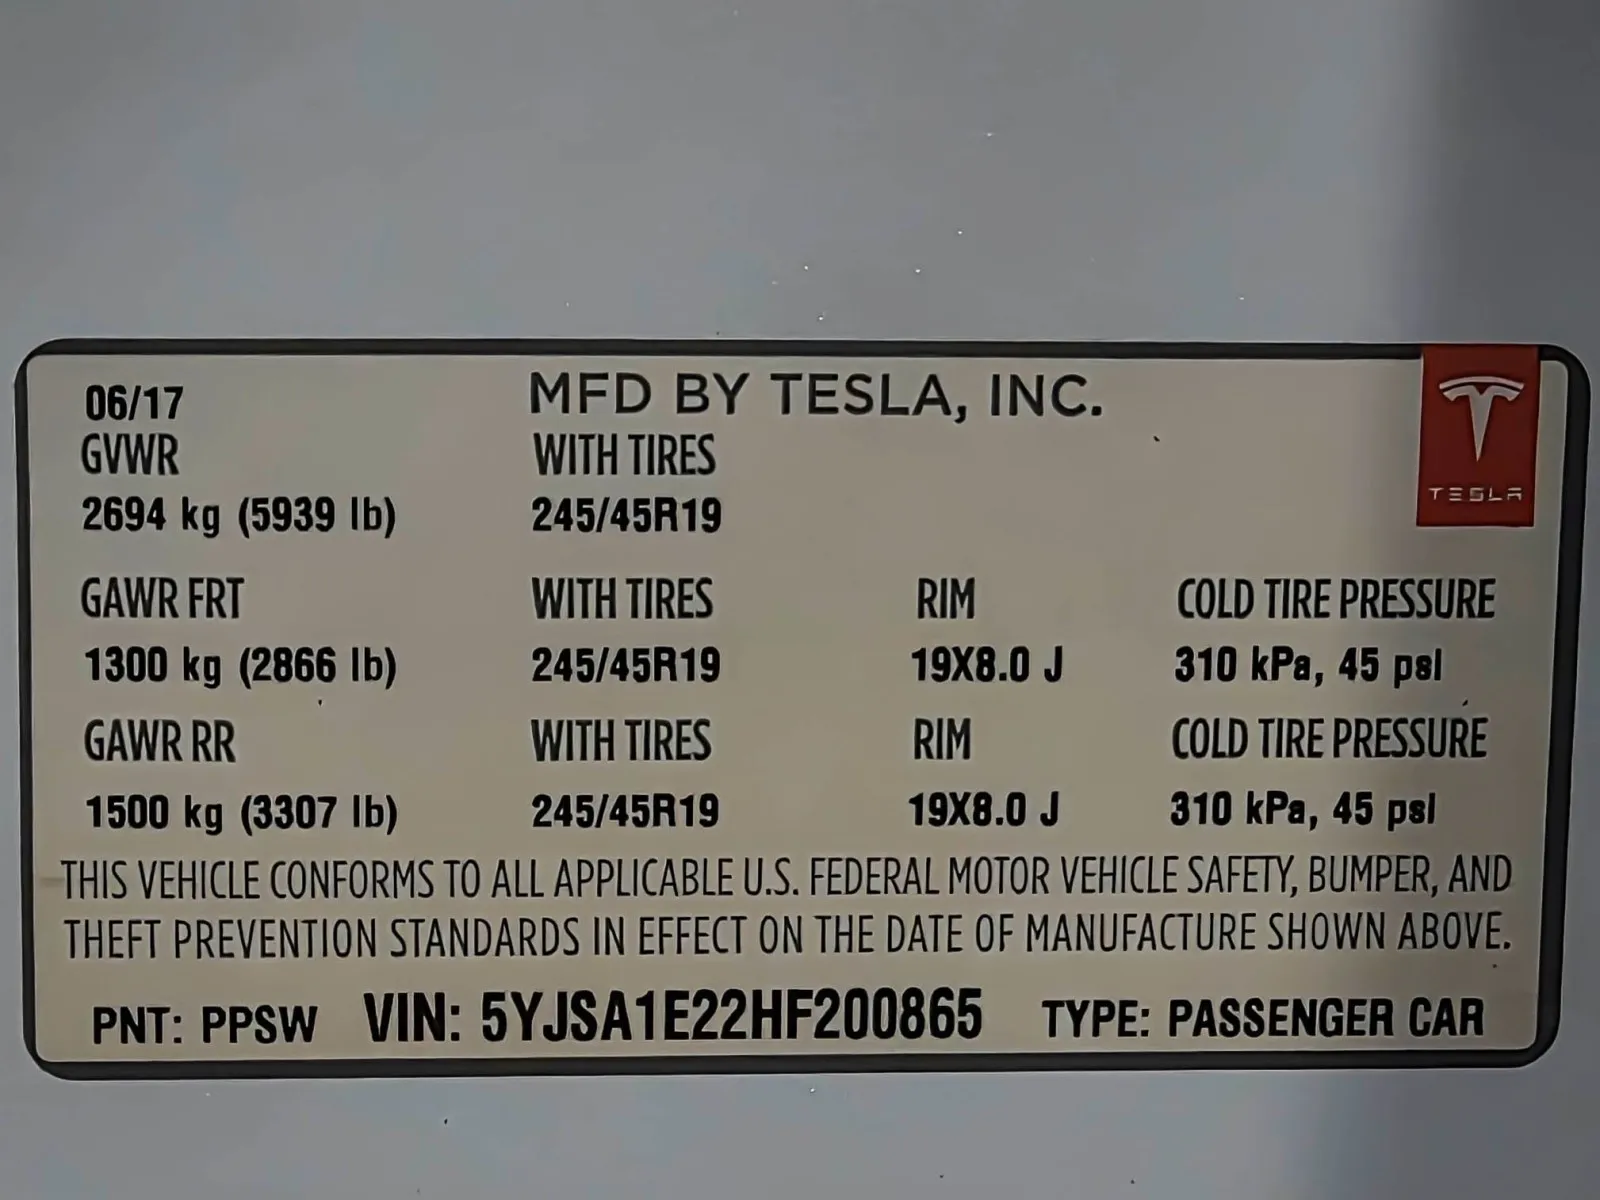 06/17 MFD BY TESLA, INC.
GVWR WITH TIRES
2694 kg (5939 lb) 245/45R19
TESLA
GAWR FRT WITH TIRES RIM COLD TIRE PRESSURE
1300 kg (2866 lb) 245/45R19 19X8.0 J 310 kPa, 45 psi
GAWR RR WITH TIRES RIM COLD TIRE PRESSURE
1500 kg (3307 lb) 245/45R19 19X8.0 J 310 kPa, 45 psi
THIS VEHICLE CONFORMS TO ALL APPLICABLE U.S. FEDERAL MOTOR VEHICLE SAFETY, BUMPER, AND
THEFT PREVENTION STANDARDS IN EFFECT ON THE DATE OF MANUFACTURE SHOWN ABOVE.
PNT: PPSW VIN: 5YJSA1E22HF200865 TYPE: PASSENGER CAR